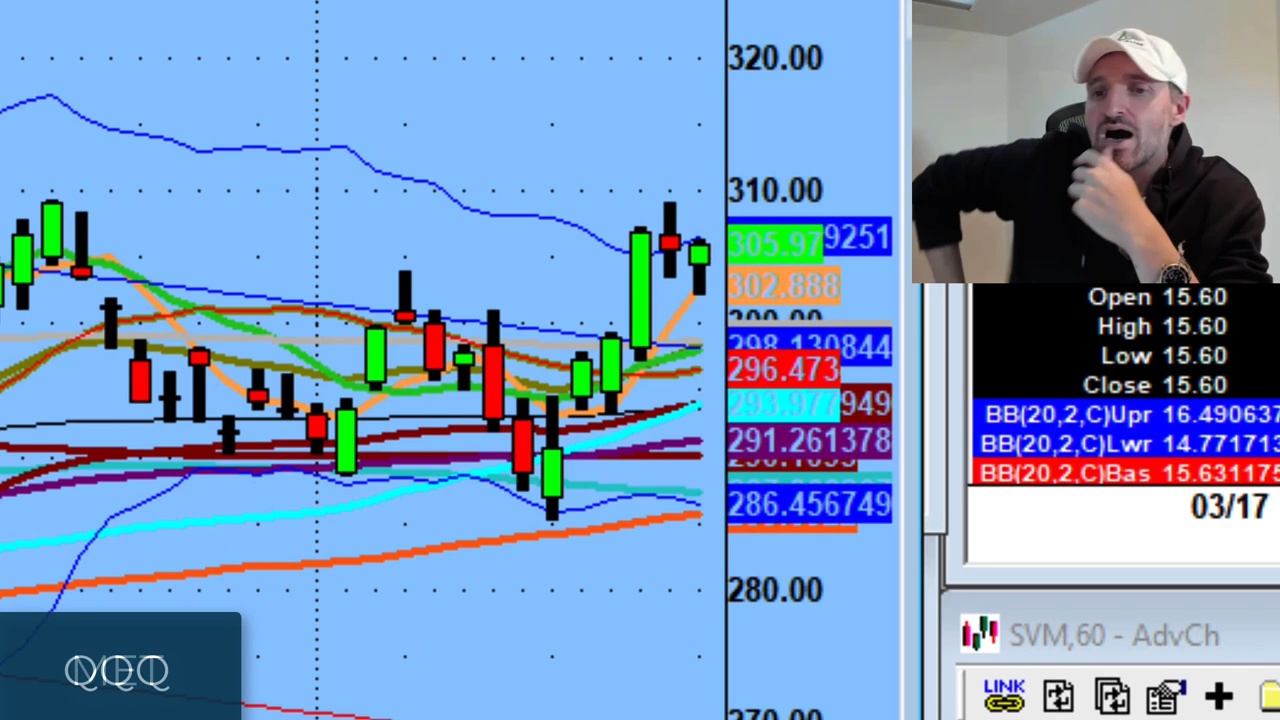 320.00
310.00
9251
305.97
302.888
298.130844
296.473
293.977
949
291.261378
286.456749
280.00
Open 15.60
High 15.60
Low 15.60
Close 15.60
BB(20,2,C)Upr 16.490637
BB(20,2,C)Lwr 14.771713
BB(20,2,C)Bas 15.631175
03/17
SVM,60 - AdvCh
LINK